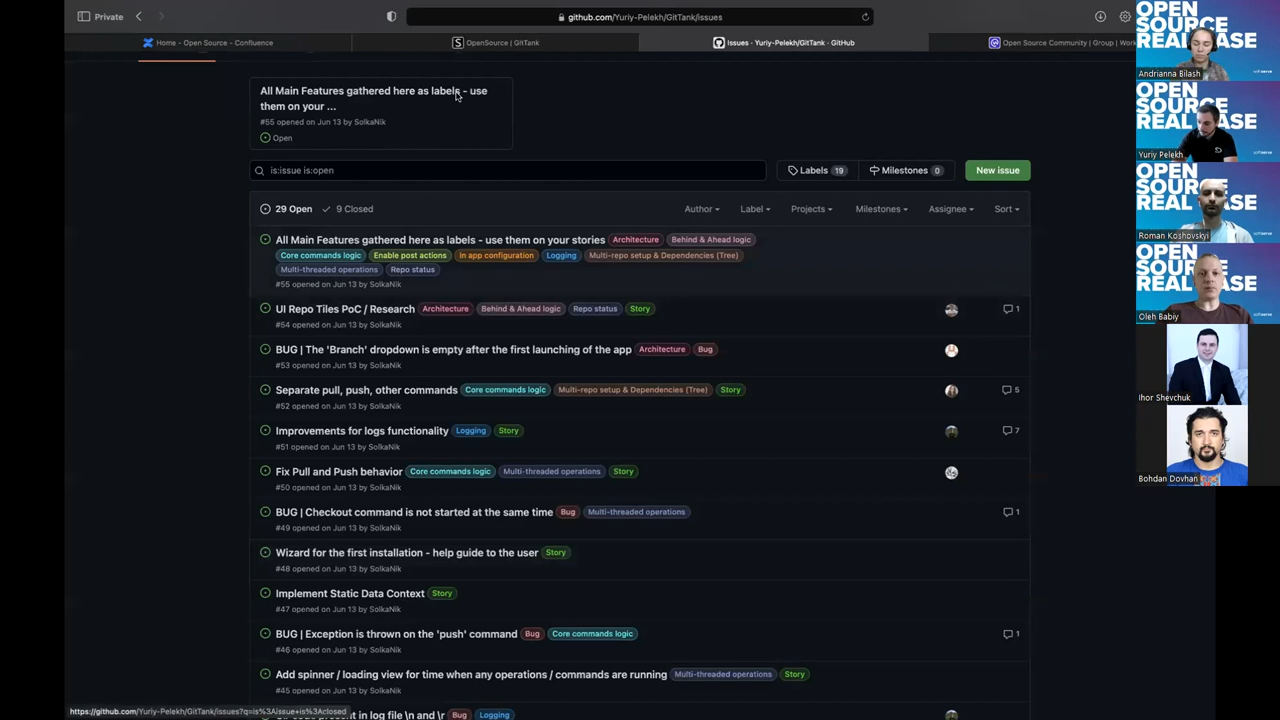 Private
github.com/Yuriy-Pelekh/GitTank/issues
Home - Open Source - Confluence
OpenSource | GitTank
Issues · Yuriy-Pelekh/GitTank · GitHub
Open Source Community | Group | Work
All Main Features gathered here as labels - use
them on your ...
#55 opened on Jun 13 by SolkaNik
Open
is:issue is:open
Labels 19
Milestones 0
New issue
29 Open
9 Closed
Author
Label
Projects
Milestones
Assignee
Sort
All Main Features gathered here as labels - use them on your stories Architecture Behind & Ahead logic
Core commands logic Enable post actions in app configuration Logging Multi-repo setup & Dependencies (Tree)
Multi-threaded operations Repo status
#55 opened on Jun 13 by SolkaNik
UI Repo Tiles PoC / Research Architecture Behind & Ahead logic Repo status Story 1
#54 opened on Jun 13 by SolkaNik
BUG | The 'Branch' dropdown is empty after the first launching of the app Architecture Bug
#53 opened on Jun 13 by SolkaNik
Separate pull, push, other commands Core commands logic Multi-repo setup & Dependencies (Tree) Story 5
#52 opened on Jun 13 by SolkaNik
Improvements for logs functionality Logging Story 7
#51 opened on Jun 13 by SolkaNik
Fix Pull and Push behavior Core commands logic Multi-threaded operations Story
#50 opened on Jun 13 by SolkaNik
BUG | Checkout command is not started at the same time Bug Multi-threaded operations 1
#49 opened on Jun 13 by SolkaNik
Wizard for the first installation - help guide to the user Story
#48 opened on Jun 13 by SolkaNik
Implement Static Data Context Story
#47 opened on Jun 13 by SolkaNik
BUG | Exception is thrown on the 'push' command Bug Core commands logic 1
#46 opened on Jun 13 by SolkaNik
Add spinner / loading view for time when any operations / commands are running Multi-threaded operations Story
#45 opened on Jun 13 by SolkaNik
present in log file \n and \r Bug Logging
https://github.com/Yuriy-Pelekh/GitTank/issues?q=is%3Aissue+is%3Aclosed
OPEN
SOURCE
REAL CASE
Andrianna Bilash
OPEN
SOURCE
REAL CASE
Yuriy Pelekh
OPEN
SOURCE
REAL CASE
Roman Koshovskyi
OPEN
SOURCE
REAL CASE
softserve
Oleh Babiy
Ihor Shevchuk
Bohdan Dovhan